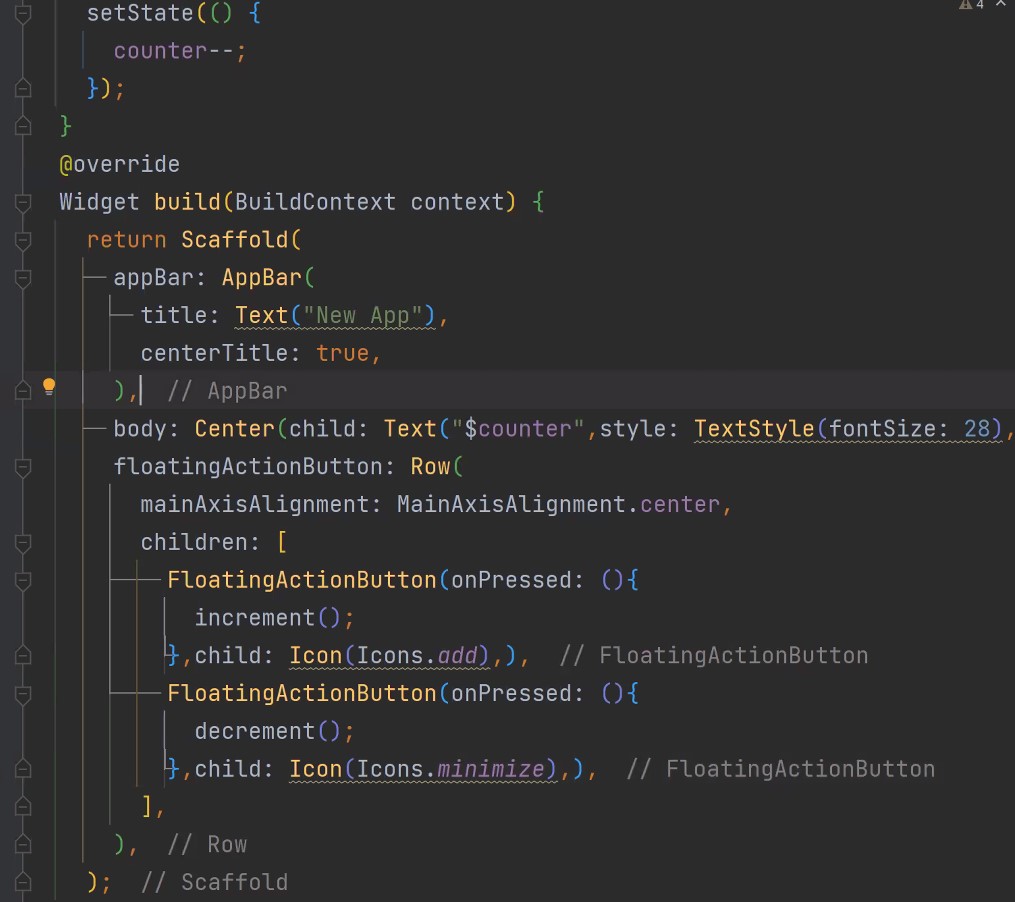 4
setState(() {
counter--;
});
}
@override
Widget build(BuildContext context) {
return Scaffold(
appBar: AppBar(
title: Text("New App"),
centerTitle: true,
), // AppBar
body: Center(child: Text("$counter",style: TextStyle(fontSize: 28),
floatingActionButton: Row(
mainAxisAlignment: MainAxisAlignment.center,
children: [
FloatingActionButton(onPressed: (){
increment();
},child: Icon(Icons.add),), // FloatingActionButton
FloatingActionButton(onPressed: (){
decrement();
},child: Icon(Icons.minimize),), // FloatingActionButton
],
), // Row
); // Scaffold